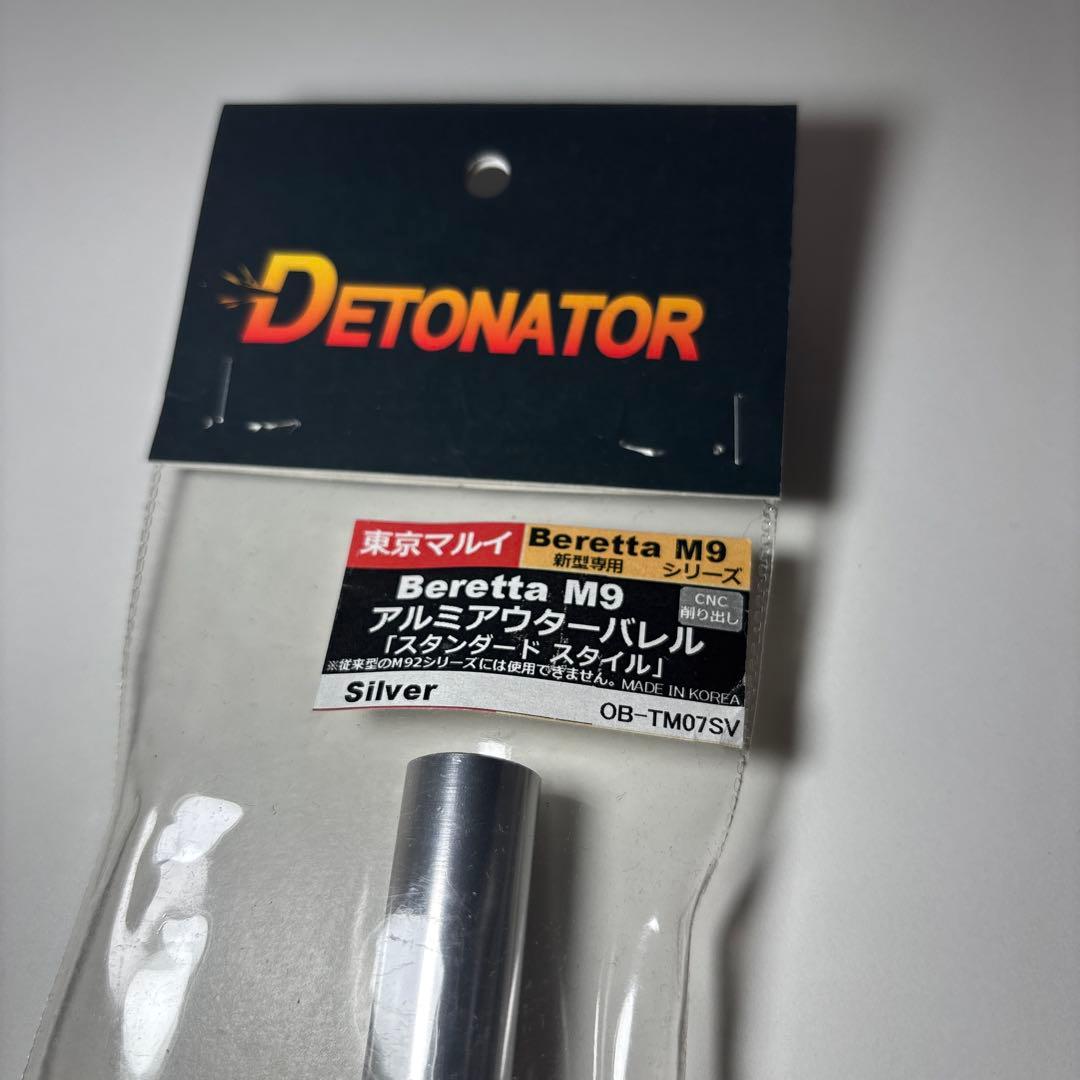 DETONATOR
東京マルイ
Beretta M9
新型専用 シリーズ
Beretta M9
CNC
削り出し
アルミアウターバレル
「スタンダード スタイル」
※従来型のM92シリーズには使用できません。MADE IN KOREA
Silver
OB-TM07SV